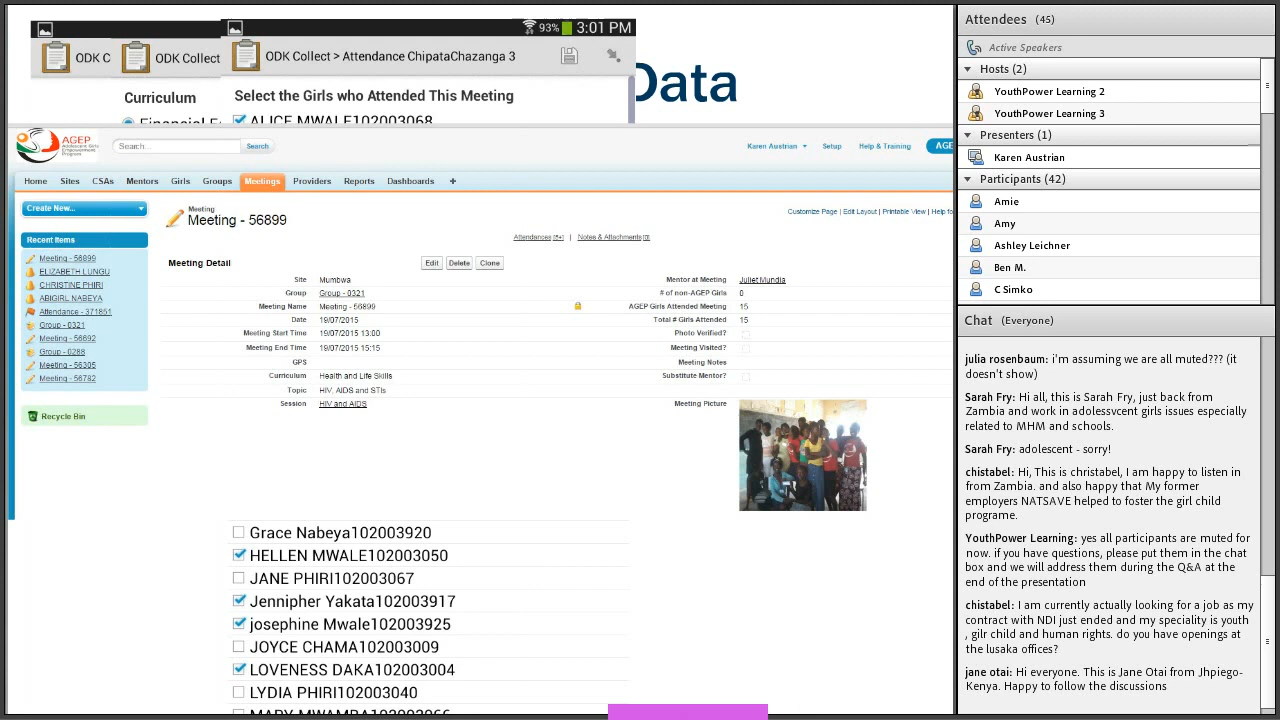 93% 3:01 PM
ODK C
ODK Collect
ODK Collect > Attendance ChipataChazanga 3
Data
Curriculum
Select the Girls who Attended This Meeting
ALICE MWALE102003068
AGEP
Adolescent Girls
Empowerment
Program
Search...
Search
Karen Austrian
Setup
Help & Training
AGE
Home
Sites
CSAs
Mentors
Girls
Groups
Meetings
Providers
Reports
Dashboards
+
Create New...
Recent Items
Meeting - 56899
ELIZABETH LUNGU
CHRISTINE PHIRI
ABIGIRL NABEYA
Attendance - 371851
Group - 0321
Meeting - 56692
Group - 0288
Meeting - 56305
Meeting - 56782
Recycle Bin
Meeting
Meeting - 56899
Customize Page | Edit Layout | Printable View | Help fo
Attendances [5+] | Notes & Attachments [0]
Meeting Detail
Edit
Delete
Clone
Site Mumbwa
Mentor at Meeting Juliet Mundia
Group Group - 0321
# of non-AGEP Girls 0
Meeting Name Meeting - 56899
AGEP Girls Attended Meeting 15
Date 19/07/2015
Total # Girls Attended 15
Meeting Start Time 19/07/2015 13:00
Photo Verified?
Meeting End Time 19/07/2015 15:15
Meeting Visited?
GPS
Meeting Notes
Curriculum Health and Life Skills
Substitute Mentor?
Topic HIV, AIDS and STIs
Session HIV and AIDS
Meeting Picture
Grace Nabeya102003920
HELLEN MWALE102003050
JANE PHIRI102003067
Jennipher Yakata102003917
josephine Mwale102003925
JOYCE CHAMA102003009
LOVENESS DAKA102003004
LYDIA PHIRI102003040
Attendees (45)
Active Speakers
Hosts (2)
YouthPower Learning 2
YouthPower Learning 3
Presenters (1)
Karen Austrian
Participants (42)
Amie
Amy
Ashley Leichner
Ben M.
C Simko
Chat (Everyone)
julia rosenbaum: i'm assuming we are all muted??? (it
doesn't show)
Sarah Fry: Hi all, this is Sarah Fry, just back from
Zambia and work in adolessvcent girls issues especially
related to MHM and schools.
Sarah Fry: adolescent - sorry!
chistabel: Hi, This is christabel, I am happy to listen in
from Zambia. and also happy that My former
employers NATSAVE helped to foster the girl child
programe.
YouthPower Learning: yes all participants are muted for
now. if you have questions, please put them in the chat
box and we will address them during the Q&A at the
end of the presentation
chistabel: I am currently actually looking for a job as my
contract with NDI just ended and my speciality is youth
, gilr child and human rights. do you have openings at
the lusaka offices?
jane otai: Hi everyone. This is Jane Otai from Jhpiego-
Kenya. Happy to follow the discussions